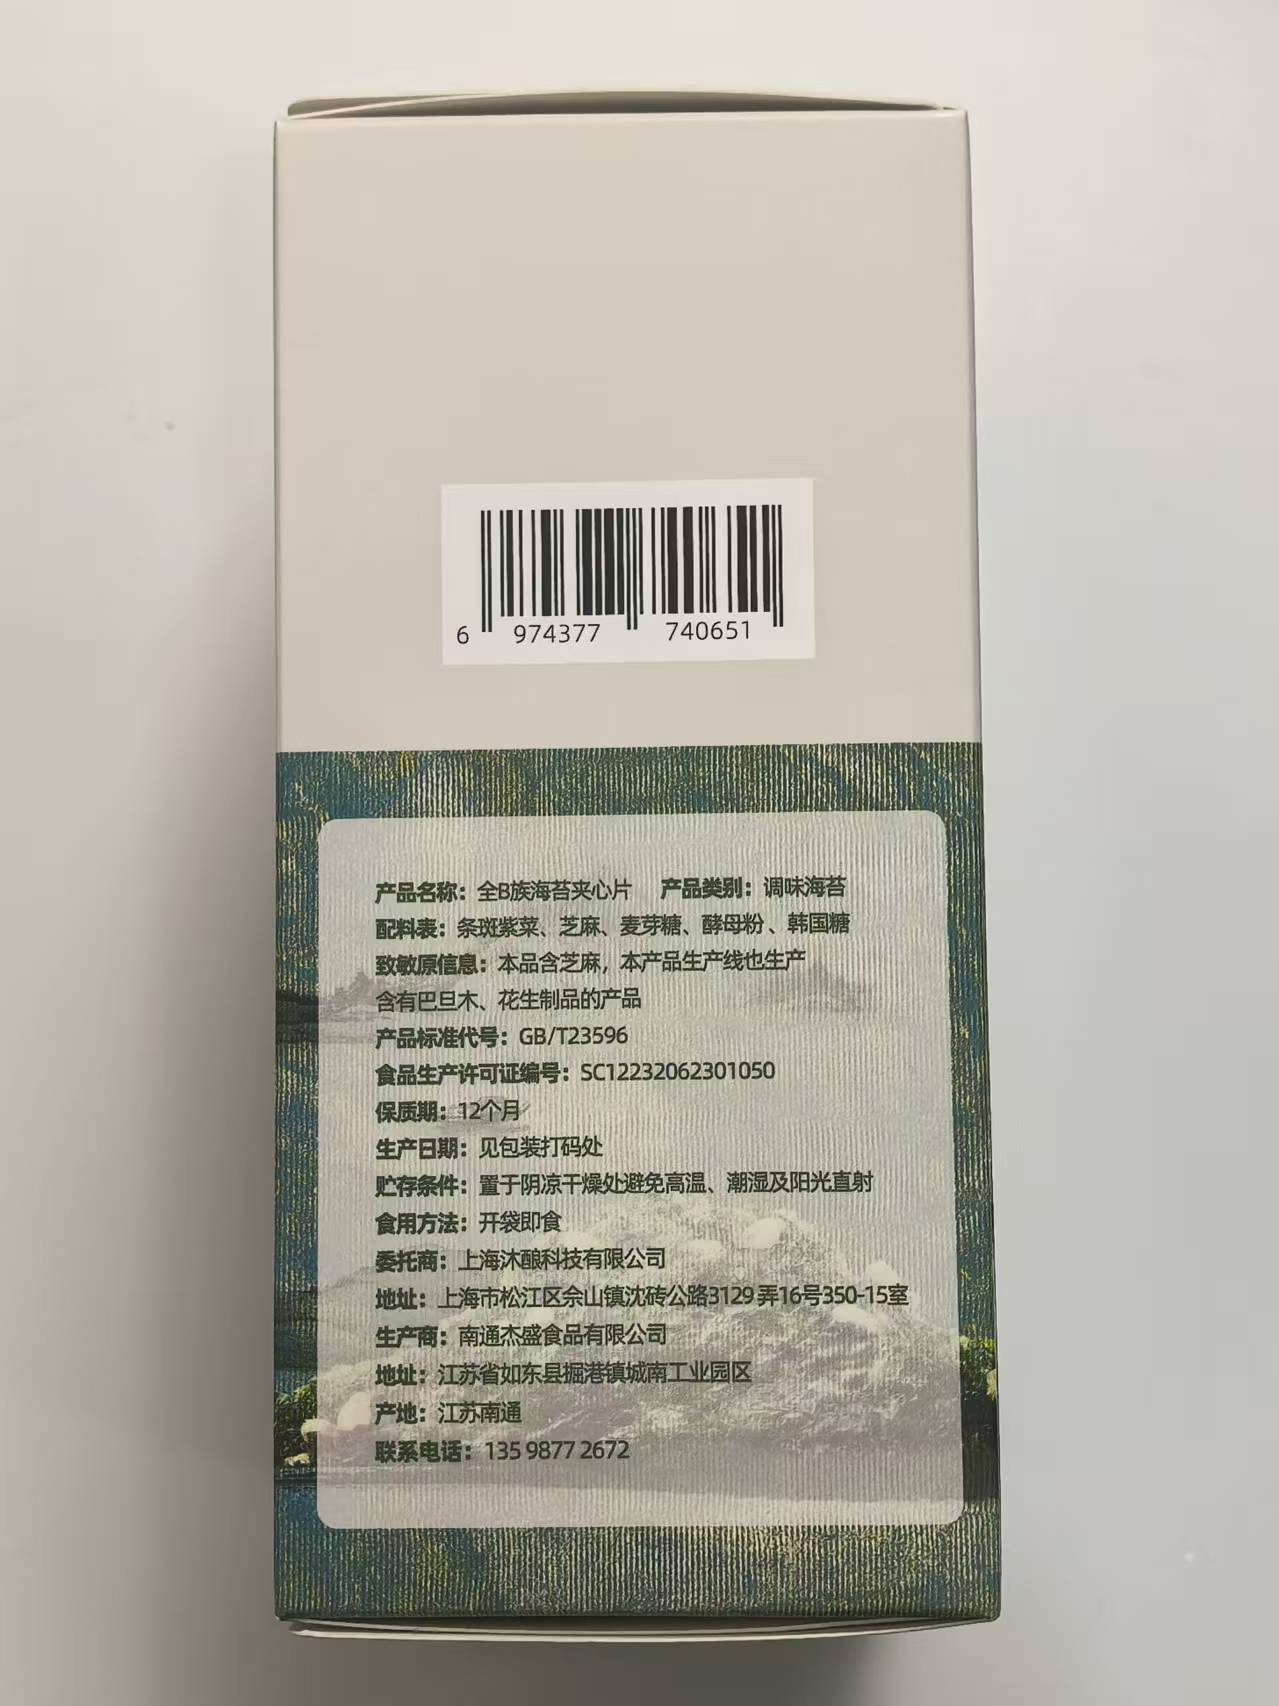 6 974377 740651
产品名称：全B族海苔夹心片 产品类别：调味海苔
配料表：条斑紫菜、芝麻、麦芽糖、酵母粉、韩国糖
致敏原信息：本品含芝麻，本产品生产线也生产
含有巴旦木、花生制品的产品
产品标准代号：GB/T23596
食品生产许可证编号：SC12232062301050
保质期：12个月
生产日期：见包装打码处
贮存条件：置于阴凉干燥处避免高温、潮湿及阳光直射
食用方法：开袋即食
委托商：上海沐酿科技有限公司
地址：上海市松江区佘山镇沈砖公路3129弄16号350-15室
生产商：南通杰盛食品有限公司
地址：江苏省如东县掘港镇城南工业园区
产地：江苏南通
联系电话：135 9877 2672